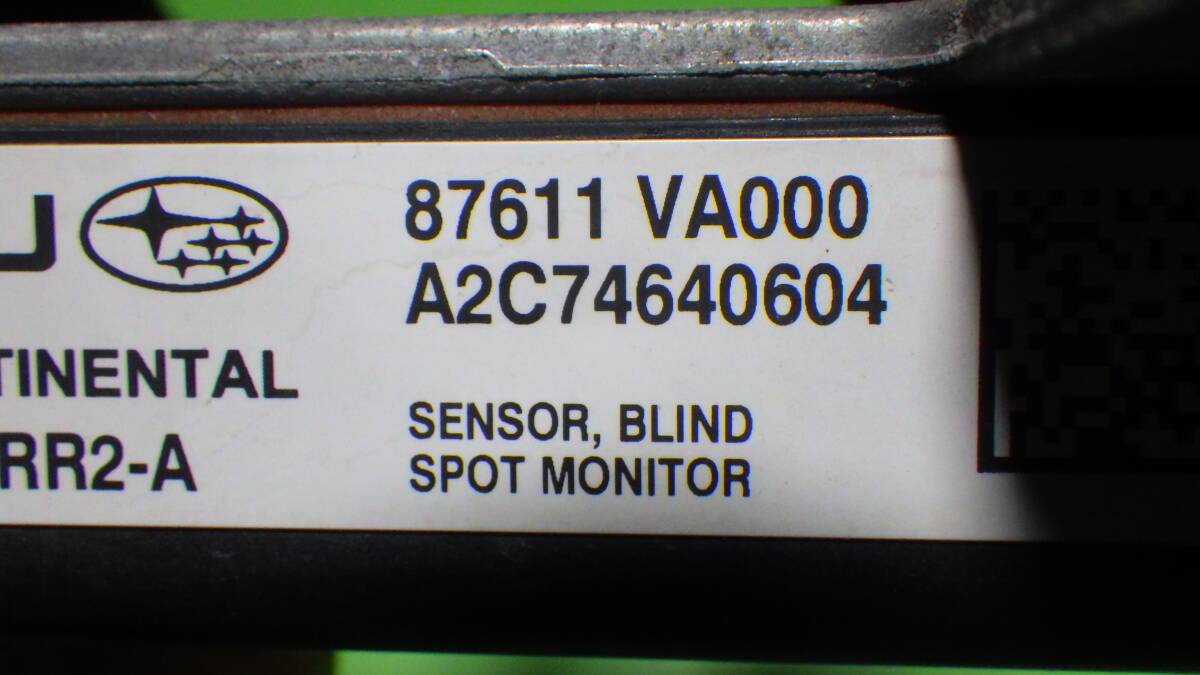 U
87611 VA000
A2C74640604
TINENTAL
RR2-A
SENSOR, BLIND
SPOT MONITOR